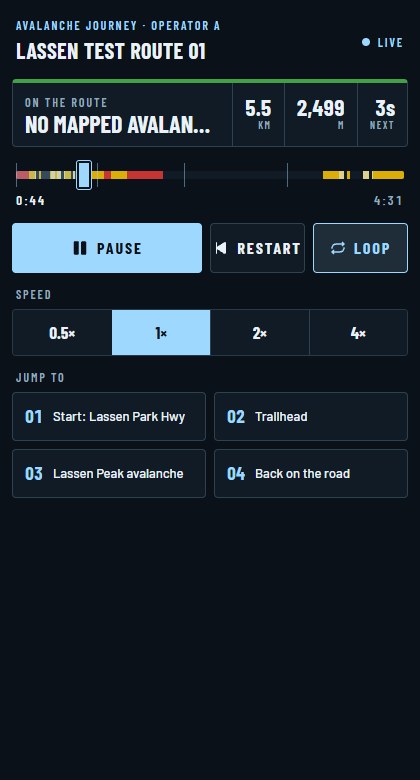 AVALANCHE JOURNEY · OPERATOR A
LASSEN TEST ROUTE 01
LIVE
ON THE ROUTE
NO MAPPED AVALAN...
5.5
KM
2,499
M
3s
NEXT
0:44
4:31
PAUSE
RESTART
LOOP
SPEED
0.5×
1×
2×
4×
JUMP TO
01 Start: Lassen Park Hwy
02 Trailhead
03 Lassen Peak avalanche
04 Back on the road